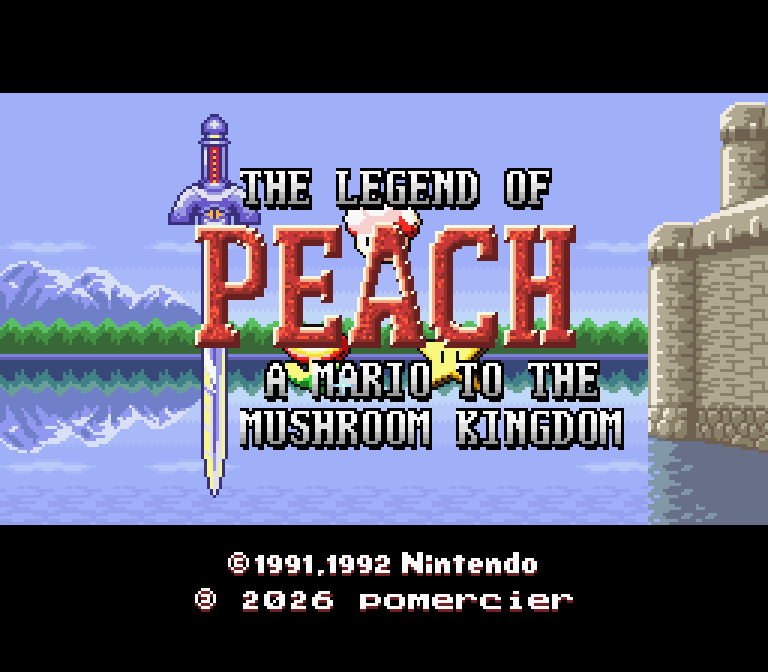 THE LEGEND OF
PEACH
A MARIO TO THE
MUSHROOM KINGDOM
©1991,1992 Nintendo
© 2026 pomercier